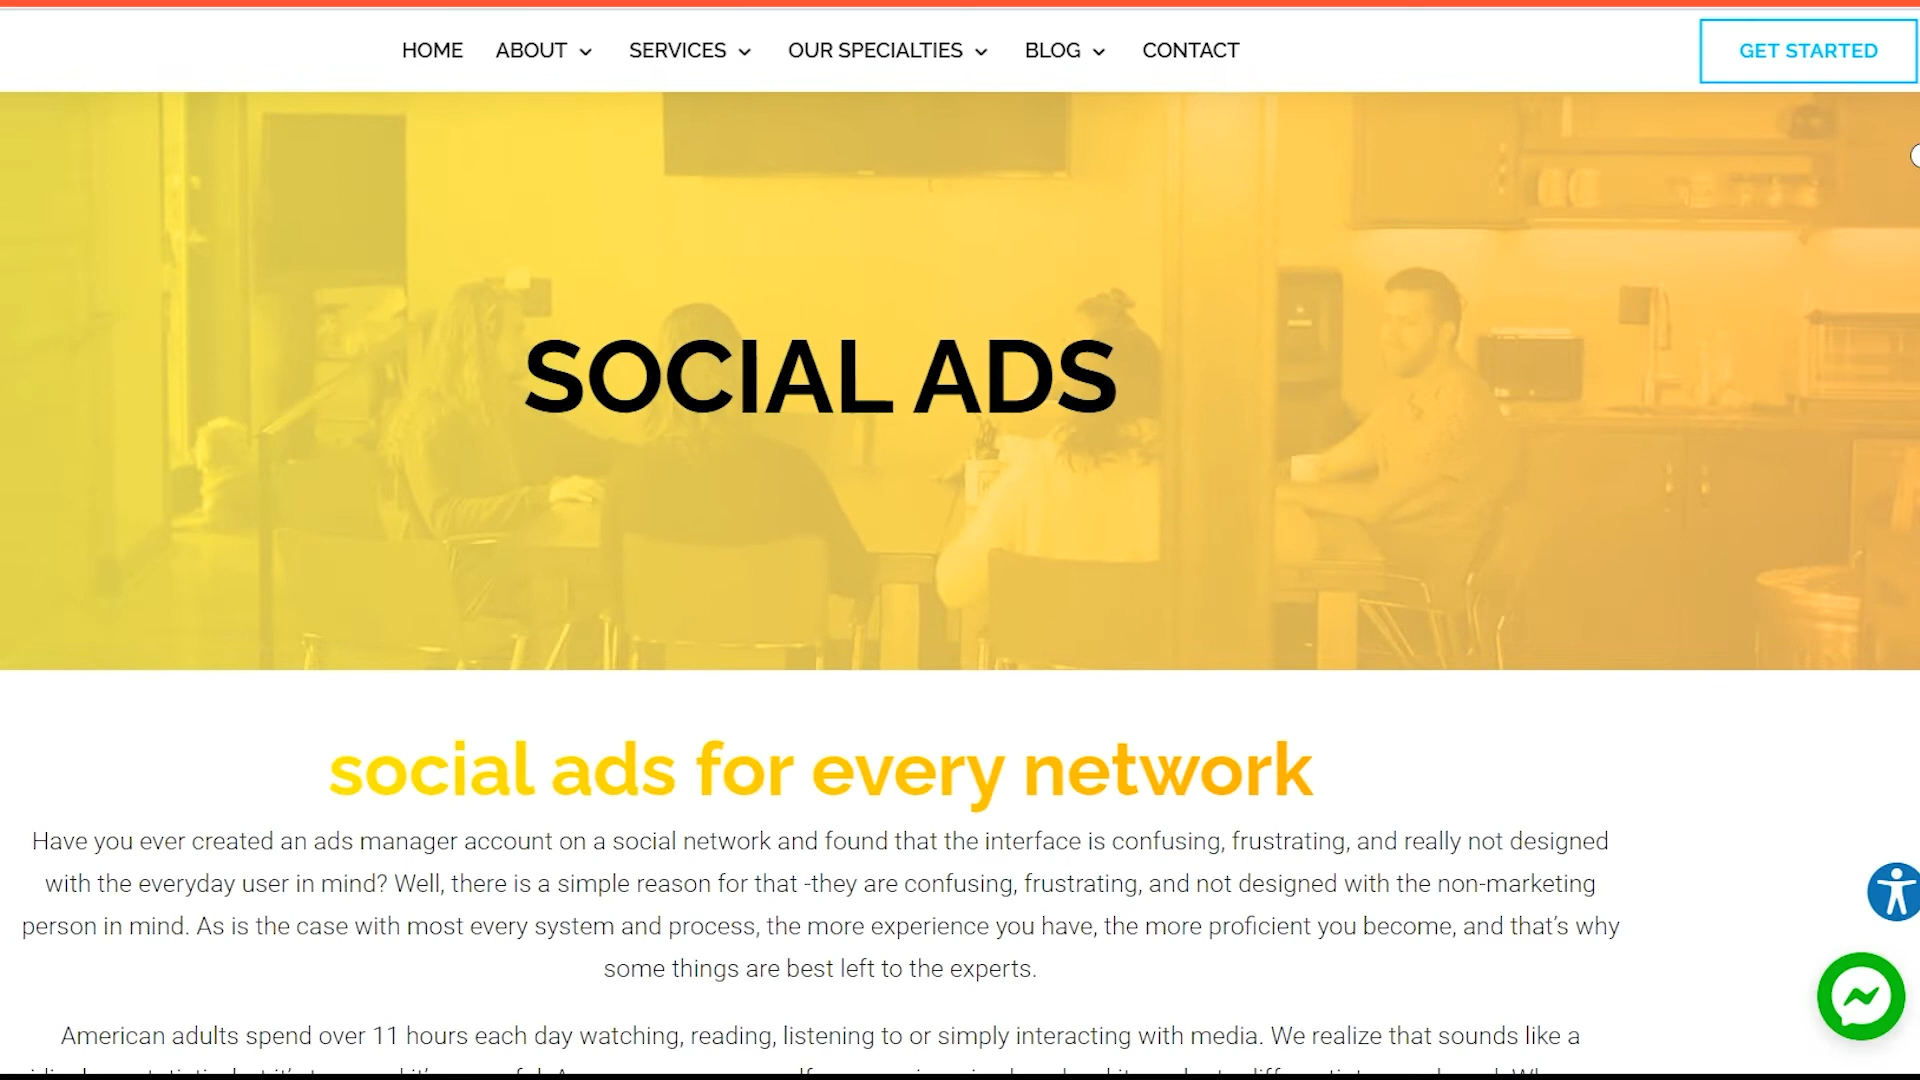 HOME ABOUT SERVICES OUR SPECIALTIES BLOG CONTACT GET STARTED
SOCIAL ADS
social ads for every network
Have you ever created an ads manager account on a social network and found that the interface is confusing, frustrating, and really not designed
with the everyday user in mind? Well, there is a simple reason for that -they are confusing, frustrating, and not designed with the non-marketing
person in mind. As is the case with most every system and process, the more experience you have, the more proficient you become, and that’s why
some things are best left to the experts.
American adults spend over 11 hours each day watching, reading, listening to or simply interacting with media. We realize that sounds like a